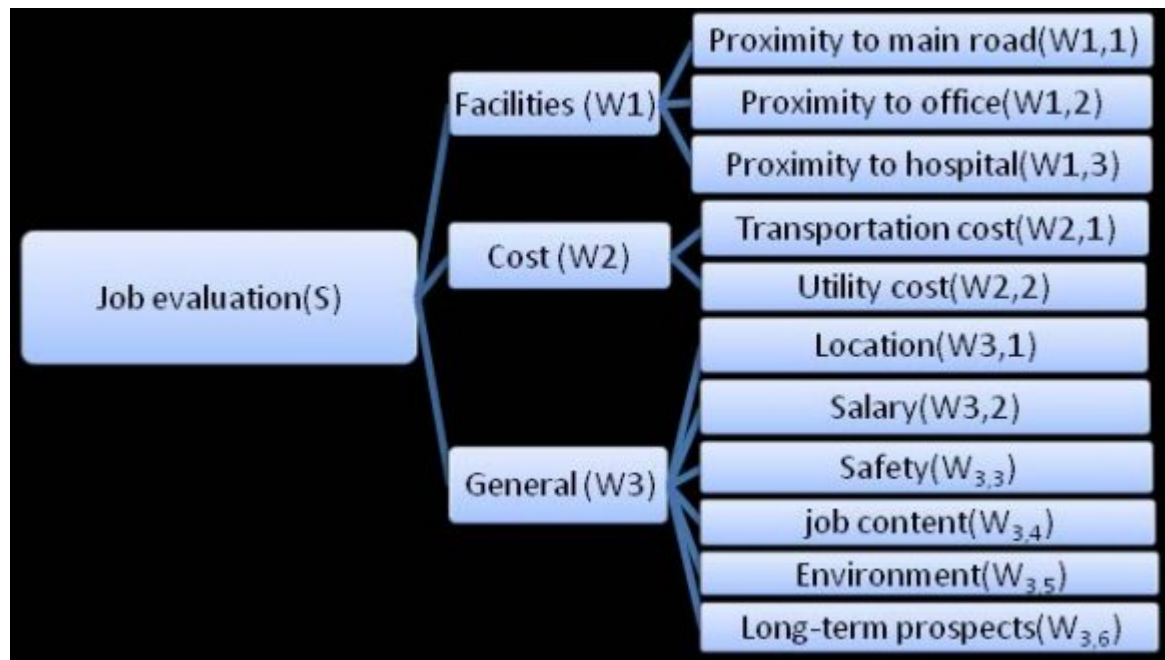 Job evaluation(S)
Facilities (W1)
Proximity to main road(W1,1)
Proximity to office(W1,2)
Proximity to hospital(W1,3)
Cost (W2)
Transportation cost(W2,1)
Utility cost(W2,2)
General (W3)
Location(W3,1)
Salary(W3,2)
Safety(W3,3)
job content(W3,4)
Environment(W3,5)
Long-term prospects(W3,6)